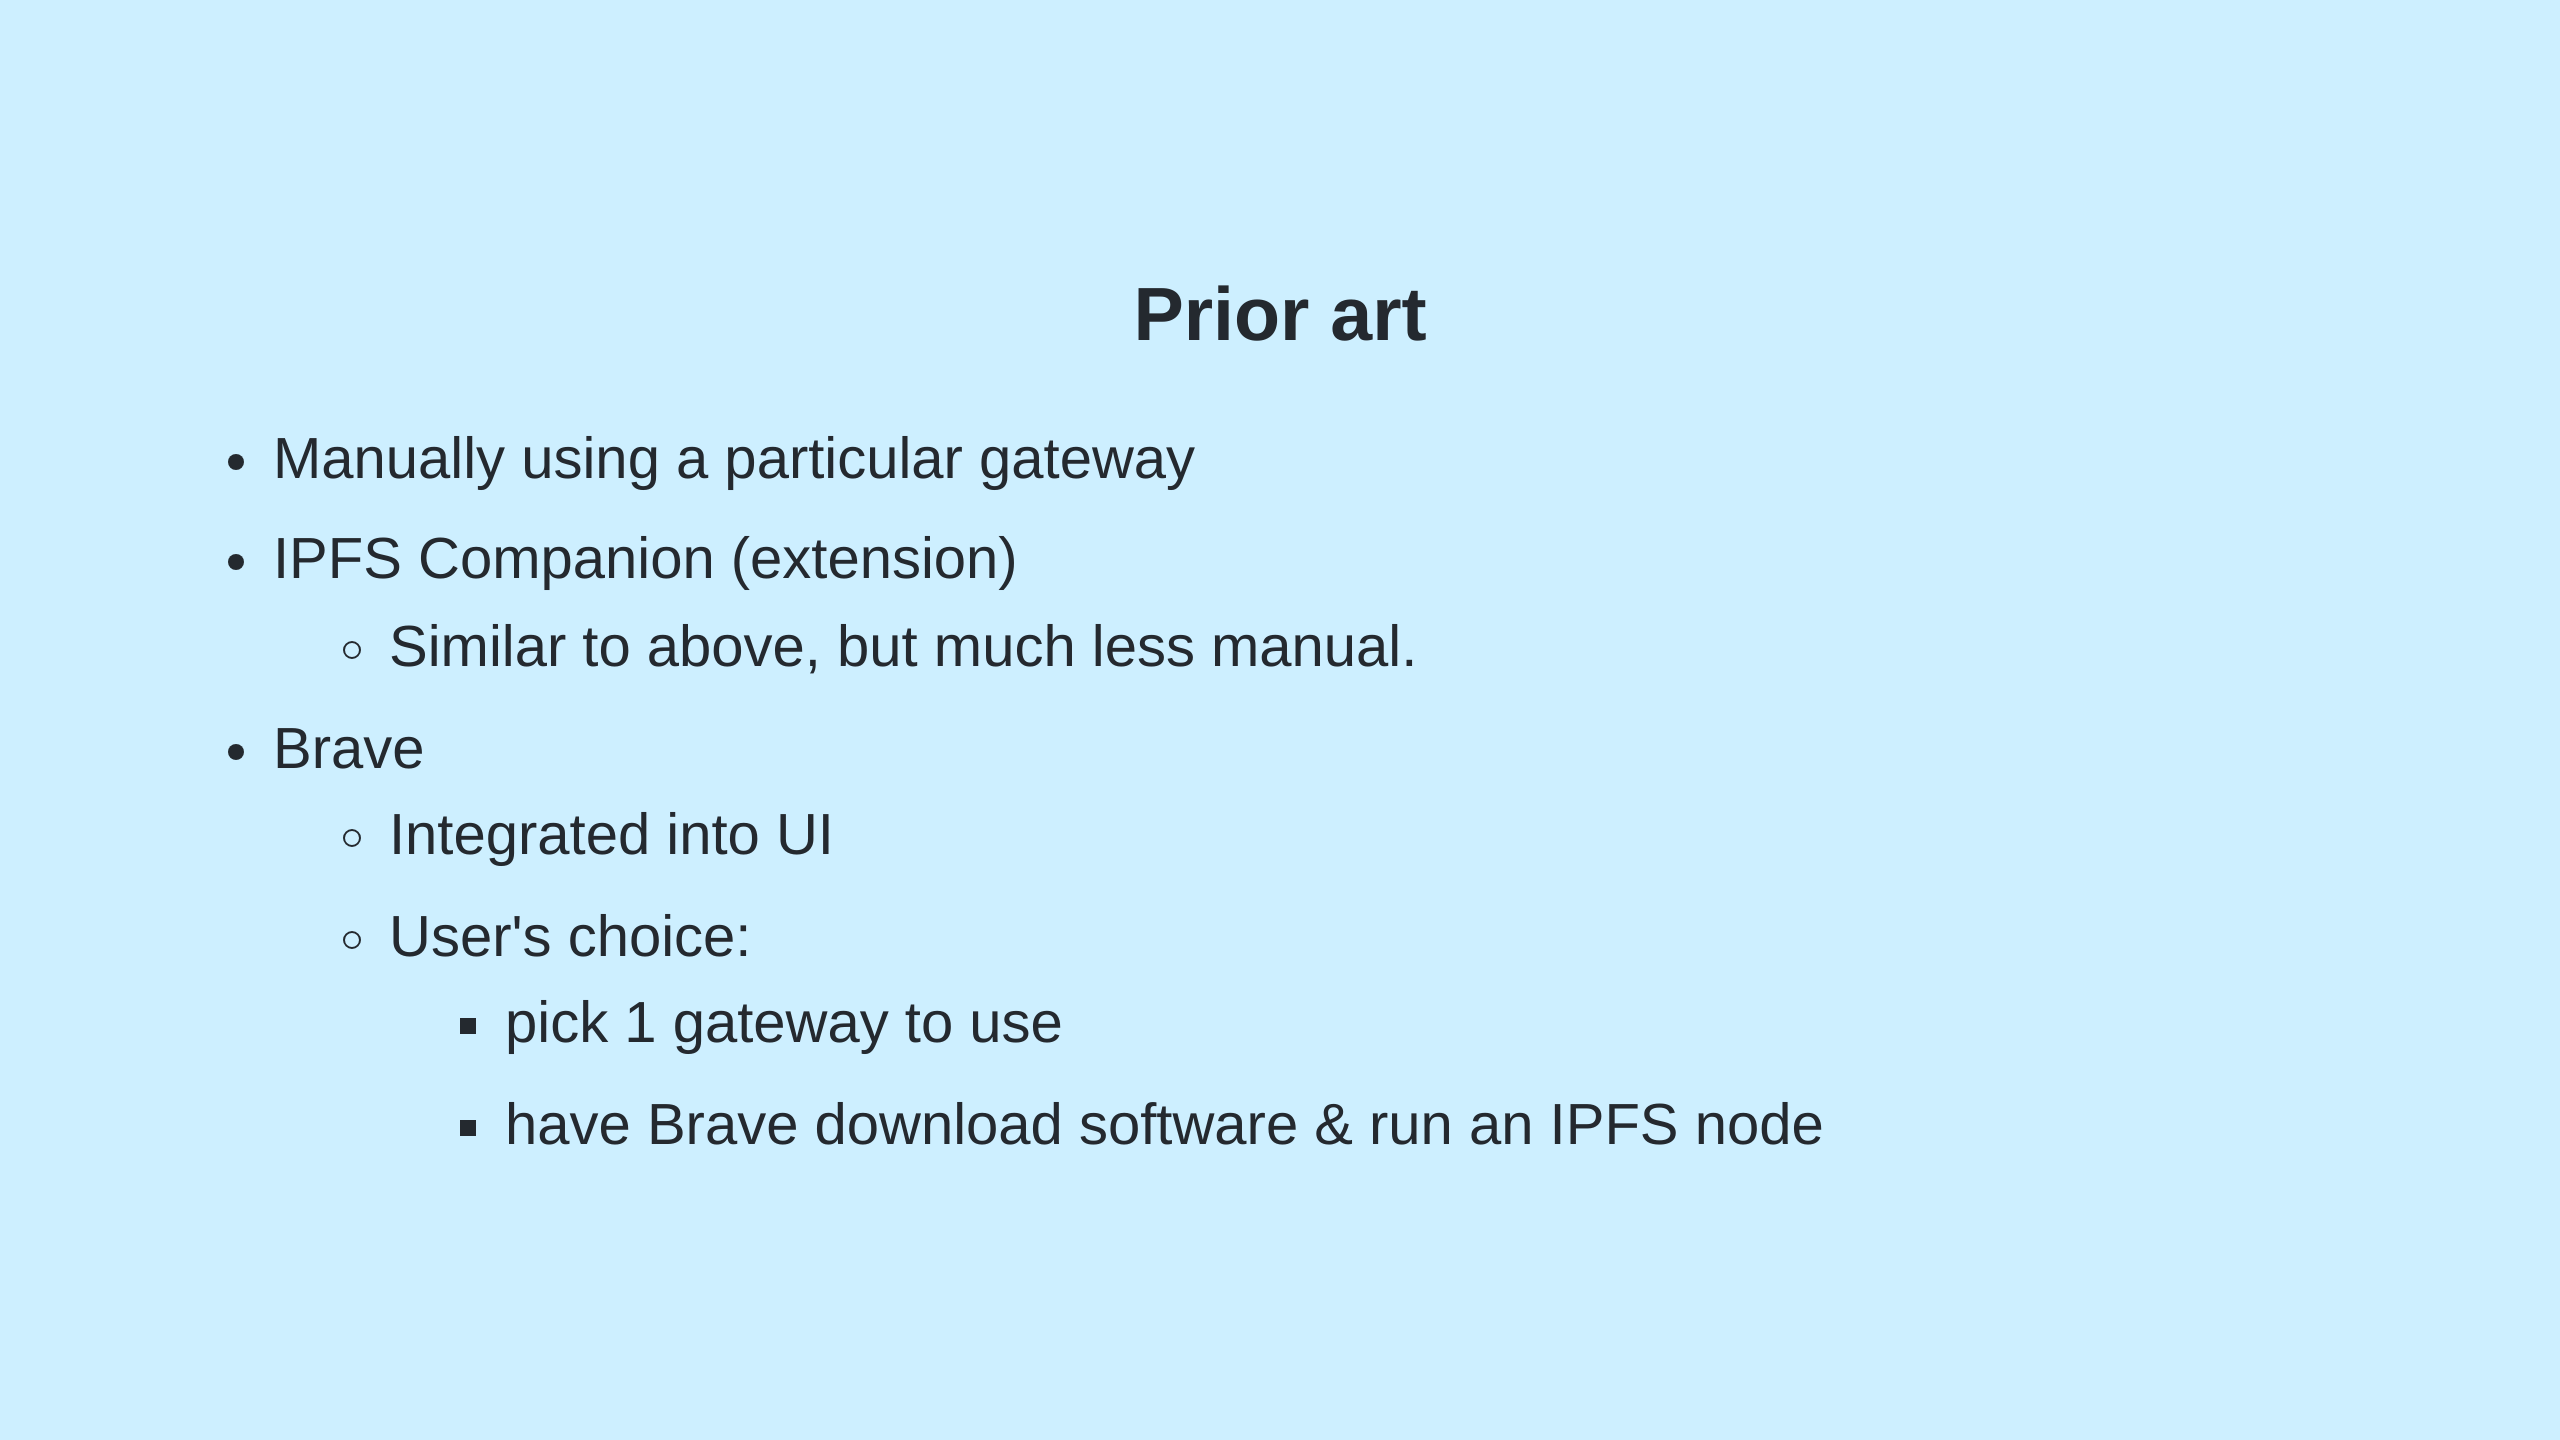 Prior art
Manually using a particular gateway
IPFS Companion (extension)
Similar to above, but much less manual.
Brave
Integrated into UI
User's choice:
pick 1 gateway to use
have Brave download software & run an IPFS node